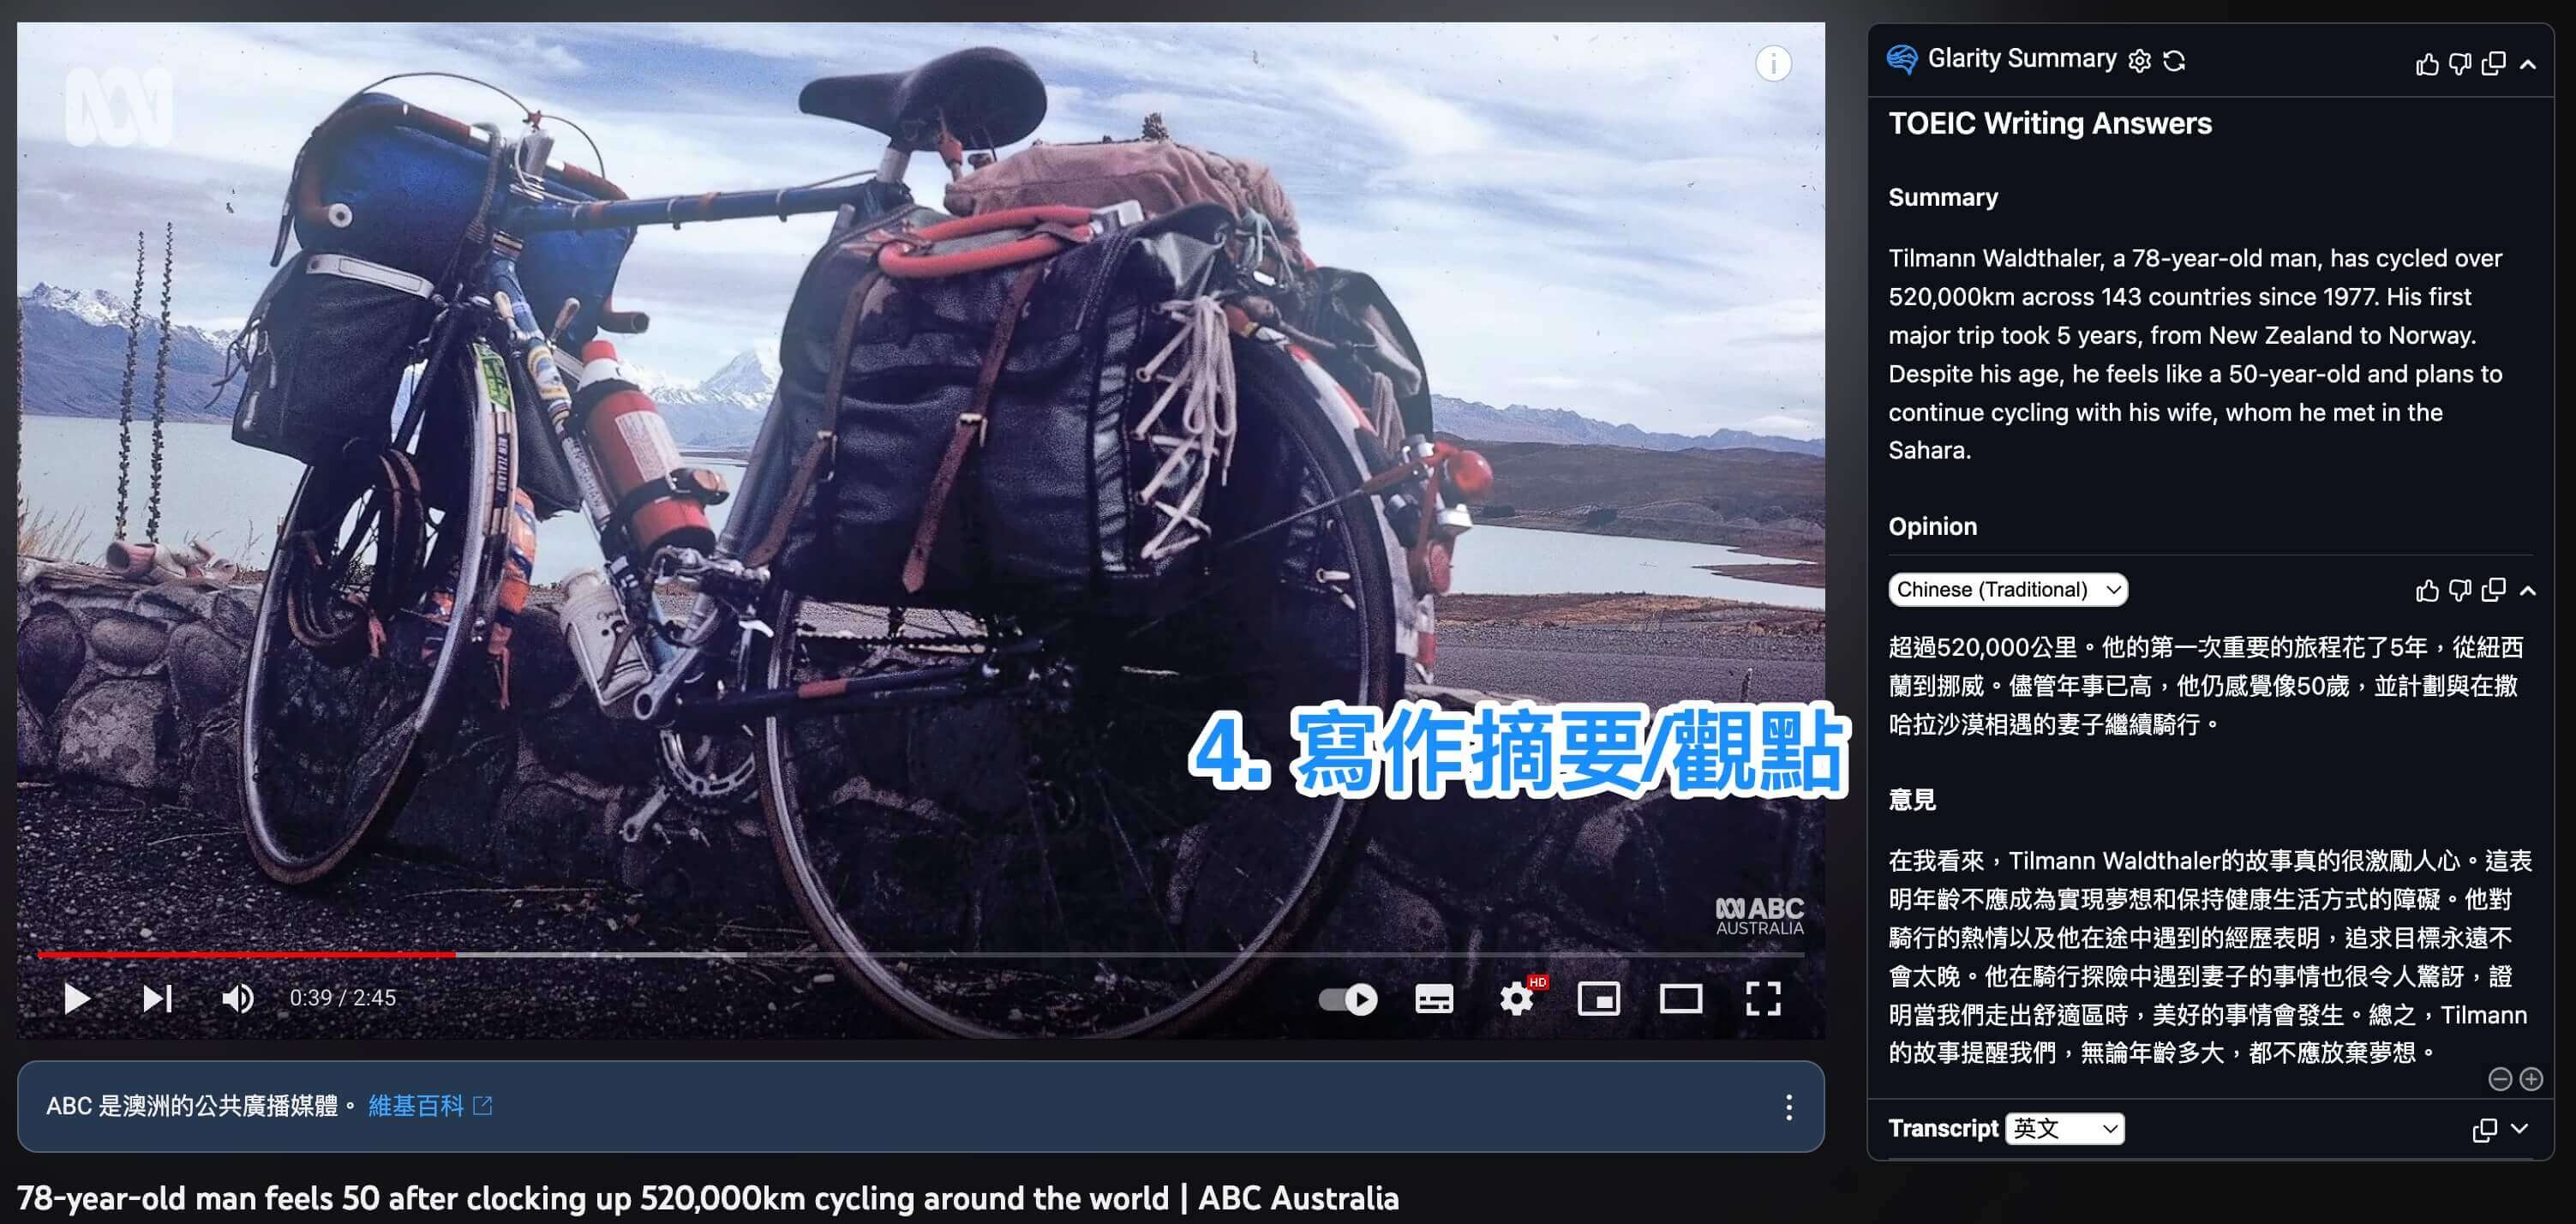 4. 寫作摘要/觀點
ABC
AUSTRALIA
0:39 / 2:45
HD
ABC 是澳洲的公共廣播媒體。 維基百科
78-year-old man feels 50 after clocking up 520,000km cycling around the world | ABC Australia
Glarity Summary
TOEIC Writing Answers
Summary
Tilmann Waldthaler, a 78-year-old man, has cycled over
520,000km across 143 countries since 1977. His first
major trip took 5 years, from New Zealand to Norway.
Despite his age, he feels like a 50-year-old and plans to
continue cycling with his wife, whom he met in the
Sahara.
Opinion
Chinese (Traditional)
超過520,000公里。他的第一次重要的旅程花了5年，從紐西
蘭到挪威。儘管年事已高，他仍感覺像50歲，並計劃與在撒
哈拉沙漠相遇的妻子繼續騎行。
意見
在我看來，Tilmann Waldthaler的故事真的很激勵人心。這表
明年齡不應成為實現夢想和保持健康生活方式的障礙。他對
騎行的熱情以及他在途中遇到的經歷表明，追求目標永遠不
會太晚。他在騎行探險中遇到妻子的事情也很令人驚訝，證
明當我們走出舒適區時，美好的事情會發生。總之，Tilmann
的故事提醒我們，無論年齡多大，都不應放棄夢想。
Transcript 英文